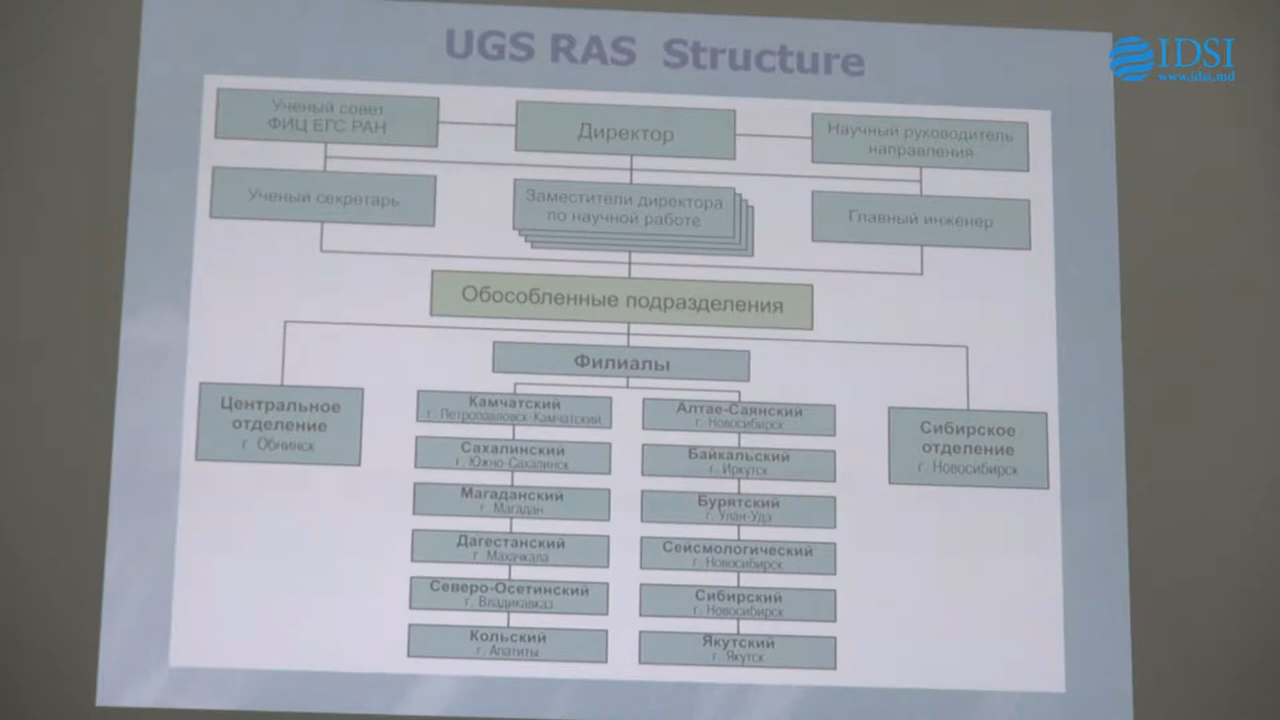 UGS RAS Structure
IDSI
www.idsi.md
Ученый совет
ФИЦ ЕГС РАН
Директор
Научный руководитель
направления
Ученый секретарь
Заместители директора
по научной работе
Главный инженер
Обособленные подразделения
Филиалы
Центральное
отделение
г. Обнинск
Камчатский
г. Петропавловск-Камчатский
Сахалинский
г. Южно-Сахалинск
Магаданский
г. Магадан
Дагестанский
г. Махачкала
Северо-Осетинский
г. Владикавказ
Кольский
г. Апатиты
Алтае-Саянский
г. Новосибирск
Байкальский
г. Иркутск
Бурятский
г. Улан-Удэ
Сейсмологический
г. Новосибирск
Сибирский
г. Новосибирск
Якутский
г. Якутск
Сибирское
отделение
г. Новосибирск